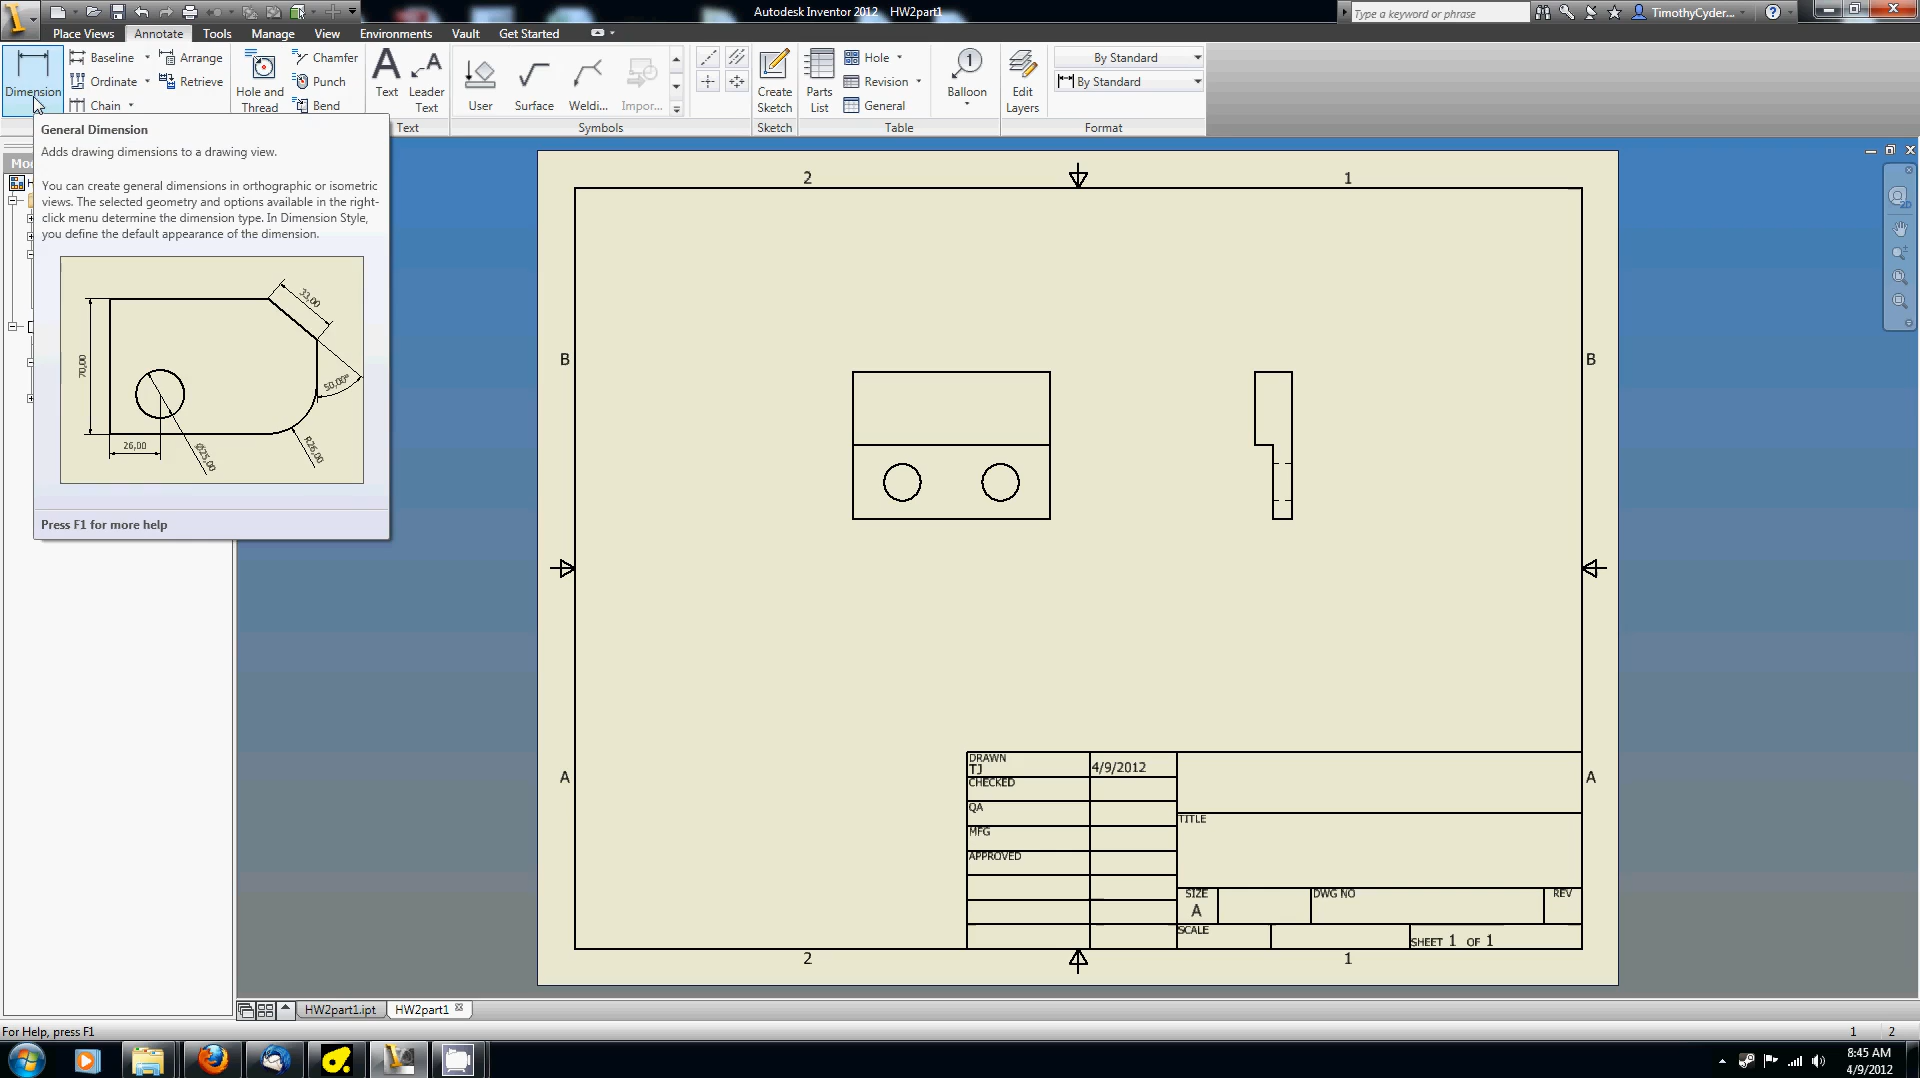 Autodesk Inventor 2012 HW2part1
Type a keyword or phrase
TimothyCyder...
Place Views Annotate Tools Manage View Environments Vault Get Started
Dimension
Baseline
Ordinate
Chain
Arrange
Retrieve
Hole and
Thread
Chamfer
Punch
Bend
Text
Leader
Text
User
Surface
Weldi...
Impor...
Create
Sketch
Parts
List
Hole
Revision
General
Balloon
Edit
Layers
By Standard
By Standard
Text
Symbols
Sketch
Table
Format
General Dimension
Adds drawing dimensions to a drawing view.
You can create general dimensions in orthographic or isometric
views. The selected geometry and options available in the right-
click menu determine the dimension type. In Dimension Style,
you define the default appearance of the dimension.
33,00
70,00
50,00°
26,00
Ø25,00
R26,00
Press F1 for more help
2
1
B
B
A
A
2
1
DRAWN
TJ
4/9/2012
CHECKED
QA
MFG
APPROVED
TITLE
SIZE
A
DWG NO
REV
SCALE
SHEET 1 OF 1
2D
HW2part1.ipt
HW2part1
For Help, press F1
1
2
8:45 AM
4/9/2012